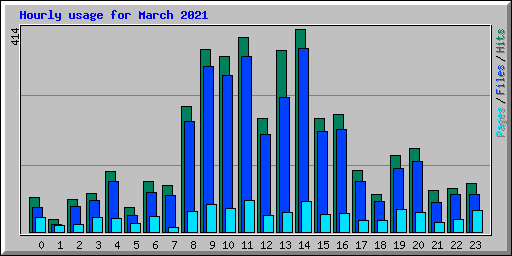 Hourly usage for March 2021
414
Pages/Files/Hits
0 1 2 3 4 5 6 7 8 9 10 11 12 13 14 15 16 17 18 19 20 21 22 23